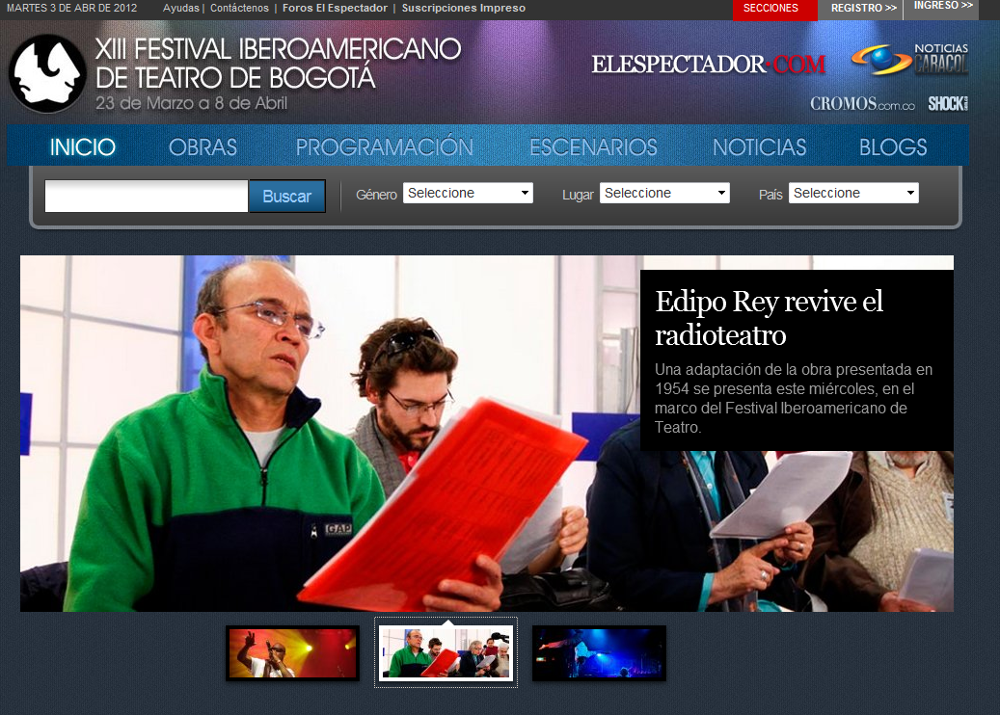 MARTES 3 DE ABR DE 2012
Ayudas | Contáctenos | Foros El Espectador | Suscripciones Impreso
SECCIONES
REGISTRO >>
INGRESO >>
XIII FESTIVAL IBEROAMERICANO
DE TEATRO DE BOGOTÁ
23 de Marzo a 8 de Abril
ELESPECTADOR·COM
NOTICIAS
CARACOL
CROMOS.com.co
SHOCK
INICIO OBRAS PROGRAMACIÓN ESCENARIOS NOTICIAS BLOGS
Buscar Género Seleccione Lugar Seleccione País Seleccione
Edipo Rey revive el
radioteatro
Una adaptación de la obra presentada en
1954 se presenta este miércoles, en el
marco del Festival Iberoamericano de
Teatro.
GAP